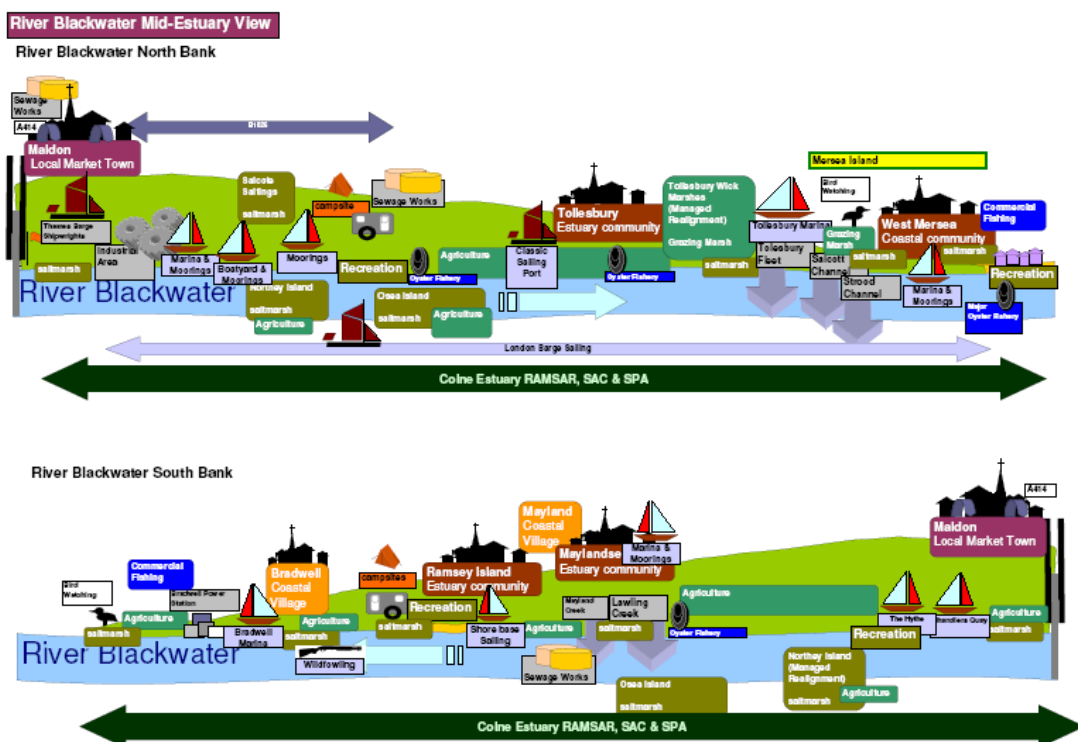 River Blackwater Mid-Estuary View
River Blackwater North Bank
Sewage
Works
A414
Maldon
Local Market Town
Thames Barge
Shipwrights
saltmarsh
Industrial
Area
Marina &
Moorings
Boatyard &
Moorings
Salcote
Saltings
saltmarsh
Moorings
campsite
Sewage Works
Recreation
Oyster Fishery
Agriculture
Classic
Sailing
Port
Tollesbury
Estuary community
Oyster Fishery
Tollesbury Wick
Marshes
(Managed
Realignment)
Grazing Marsh
saltmarsh
Mersea Island
Bird
Watching
Tollesbury Marina
Tollesbury
Fleet
Grazing
Marsh
saltmarsh
Salcott
Channel
Strood
Channel
West Mersea
Coastal community
Commercial
Fishing
saltmarsh
Marina &
Moorings
Recreation
Major
Oyster Fishery
River Blackwater
Northey Island
saltmarsh
Agriculture
Osea Island
saltmarsh
Agriculture
London Barge Sailing
Colne Estuary RAMSAR, SAC & SPA
River Blackwater South Bank
Bird
Watching
Commercial
Fishing
Bradwell Power
Station
Agriculture
saltmarsh
Bradwell
Marina
Bradwell
Coastal
Village
Agriculture
saltmarsh
campsites
Recreation
saltmarsh
Ramsey Island
Estuary community
Shore base
Sailing
Agriculture
saltmarsh
Mayland
Coastal
Village
Maylandse
Estuary community
Marina &
Moorings
Mayland
Creek
Lawling
Creek
saltmarsh
Agriculture
Oyster Fishery
Maldon
Local Market Town
A414
The Hythe
Chandlers Quay
Recreation
Agriculture
saltmarsh
River Blackwater
Wildfowling
Sewage Works
Osea Island
saltmarsh
Northey Island
(Managed
Realignment)
saltmarsh
Agriculture
Colne Estuary RAMSAR, SAC & SPA